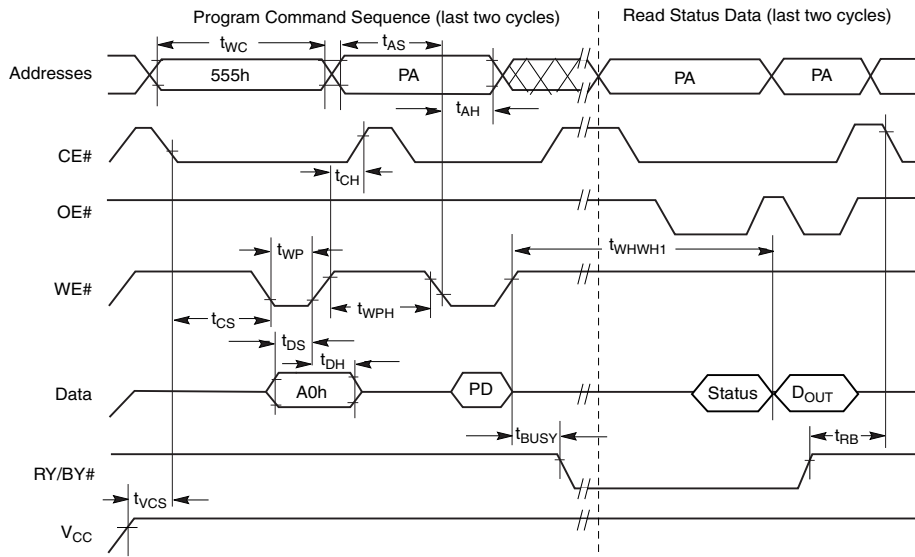 Program Command Sequence (last two cycles)
Read Status Data (last two cycles)
tWC
tAS
Addresses
555h
PA
PA
PA
tAH
CE#
tCH
OE#
tWP
tWHWH1
WE#
tCS
tWPH
tDS
tDH
Data
A0h
PD
Status
DOUT
tBUSY
tRB
RY/BY#
tVCS
VCC